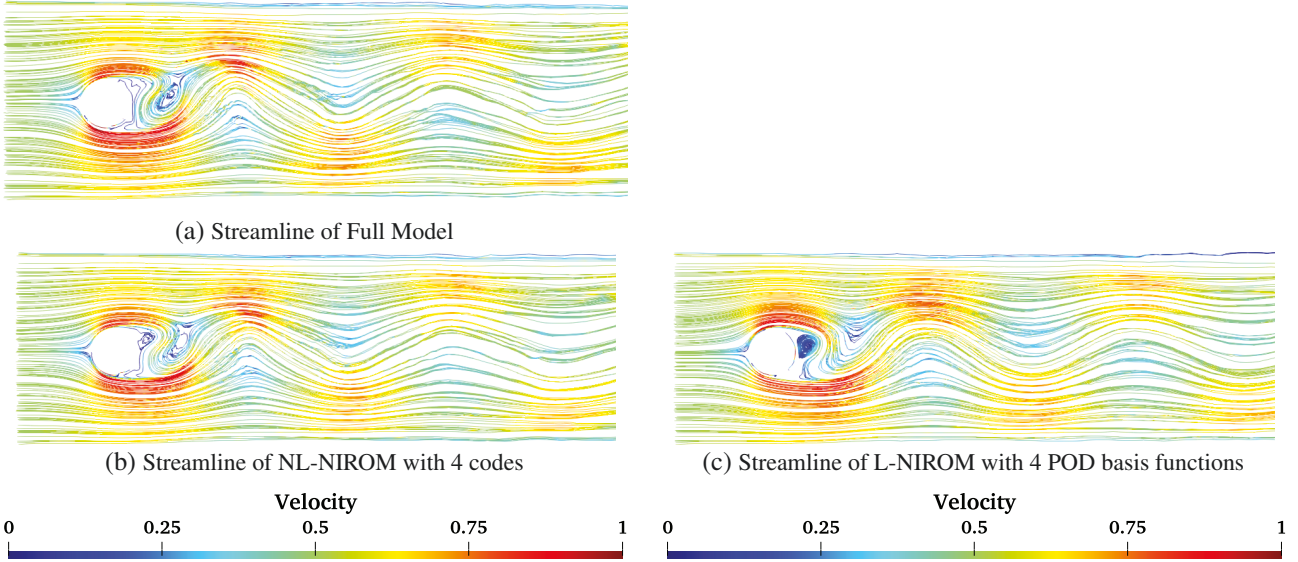 (a) Streamline of Full Model
(b) Streamline of NL-NIROM with 4 codes
(c) Streamline of L-NIROM with 4 POD basis functions
Velocity
0 0.25 0.5 0.75 1
Velocity
0 0.25 0.5 0.75 1